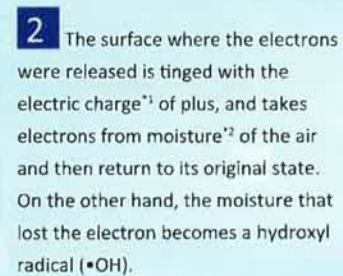 2 The surface where the electrons
were released is tinged with the
electric charge*1 of plus, and takes
electrons from moisture*2 of the air
and then return to its original state.
On the other hand, the moisture that
lost the electron becomes a hydroxyl
radical (•OH).